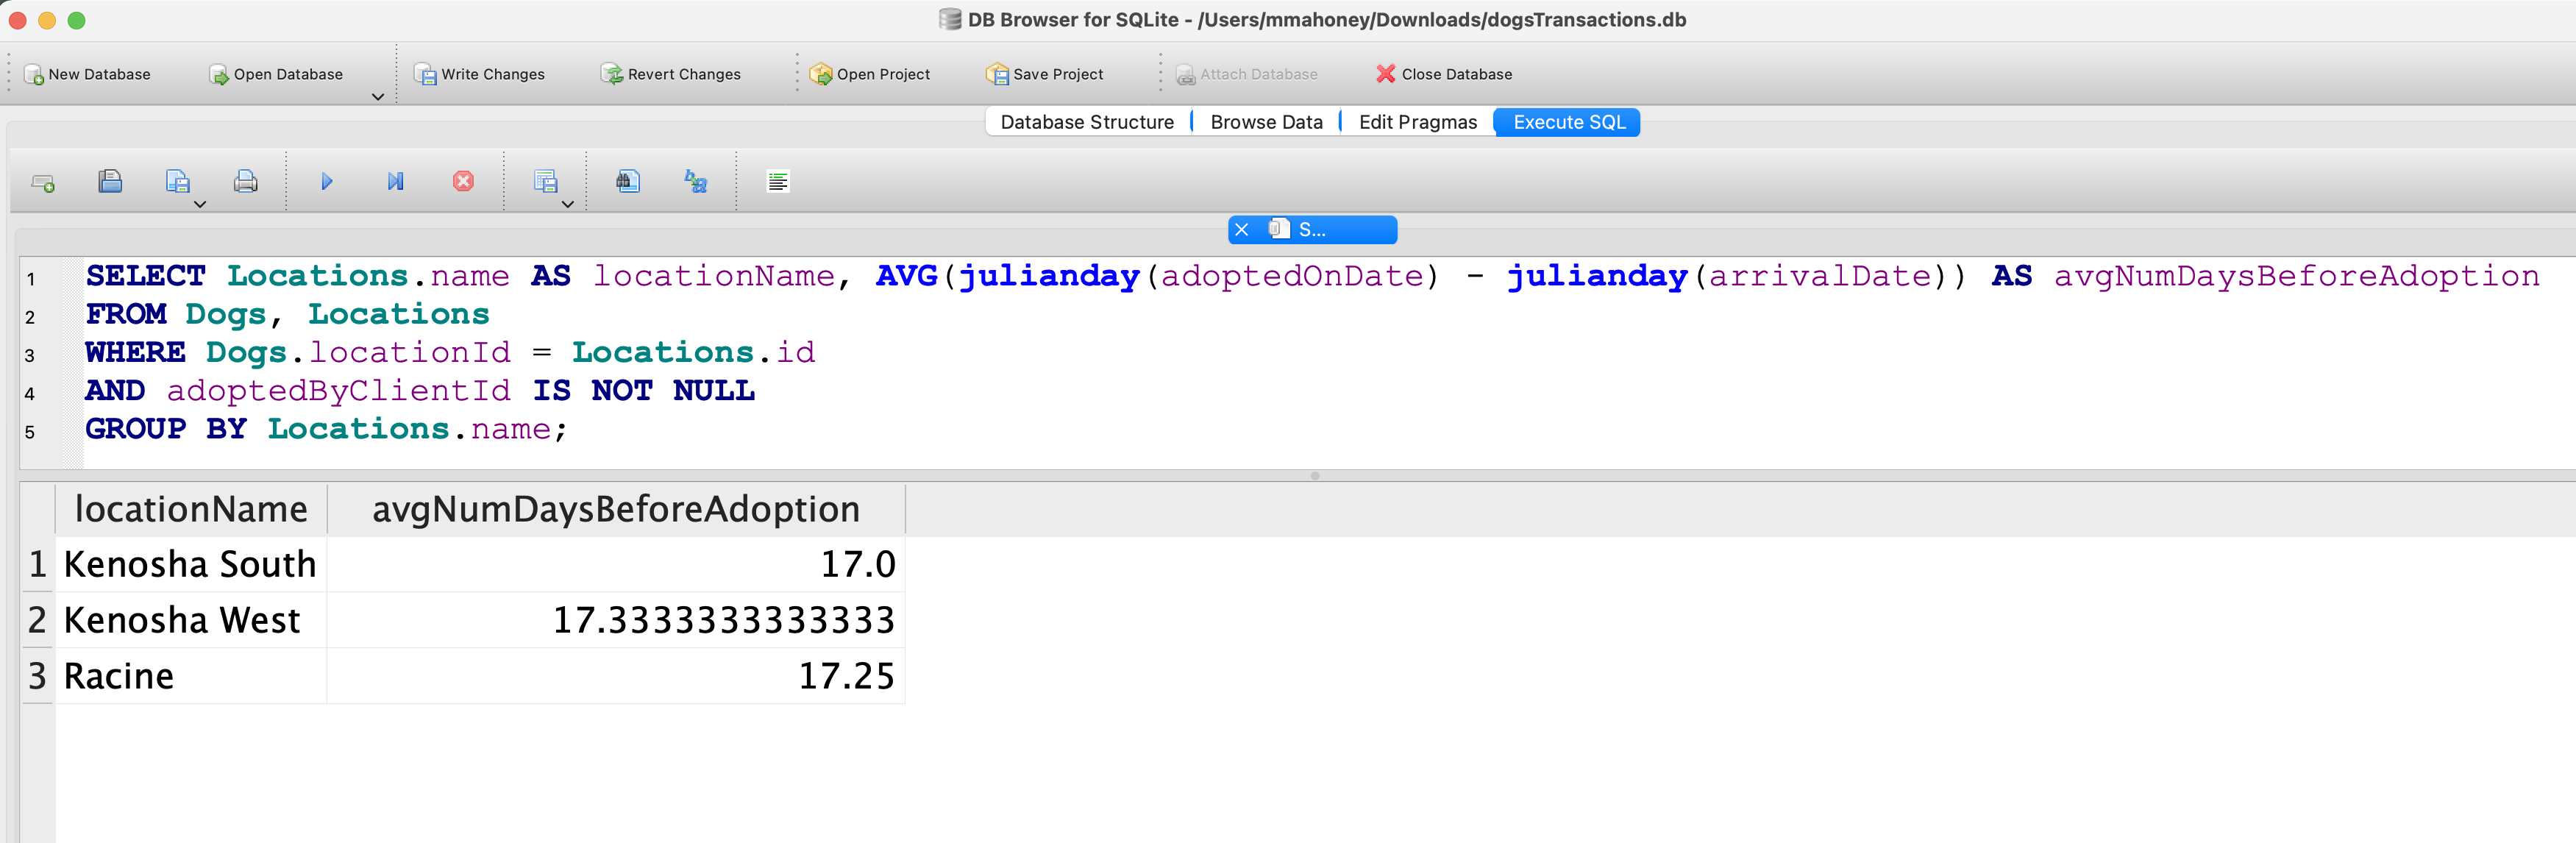 DB Browser for SQLite - /Users/mmahoney/Downloads/dogsTransactions.db
New Database Open Database Write Changes Revert Changes Open Project Save Project Attach Database Close Database
Database Structure Browse Data Edit Pragmas Execute SQL
S...
1 SELECT Locations.name AS locationName, AVG(julianday(adoptedOnDate) - julianday(arrivalDate)) AS avgNumDaysBeforeAdoption
2 FROM Dogs, Locations
3 WHERE Dogs.locationId = Locations.id
4 AND adoptedByClientId IS NOT NULL
5 GROUP BY Locations.name;
locationName avgNumDaysBeforeAdoption
1 Kenosha South 17.0
2 Kenosha West 17.3333333333333
3 Racine 17.25